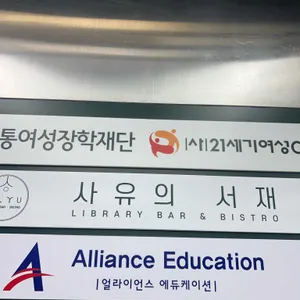 통여성장학재단 |사|21세기여성
사유의 서재
LIBRARY BAR & BISTRO
Alliance Education
|얼라이언스 에듀케이션|